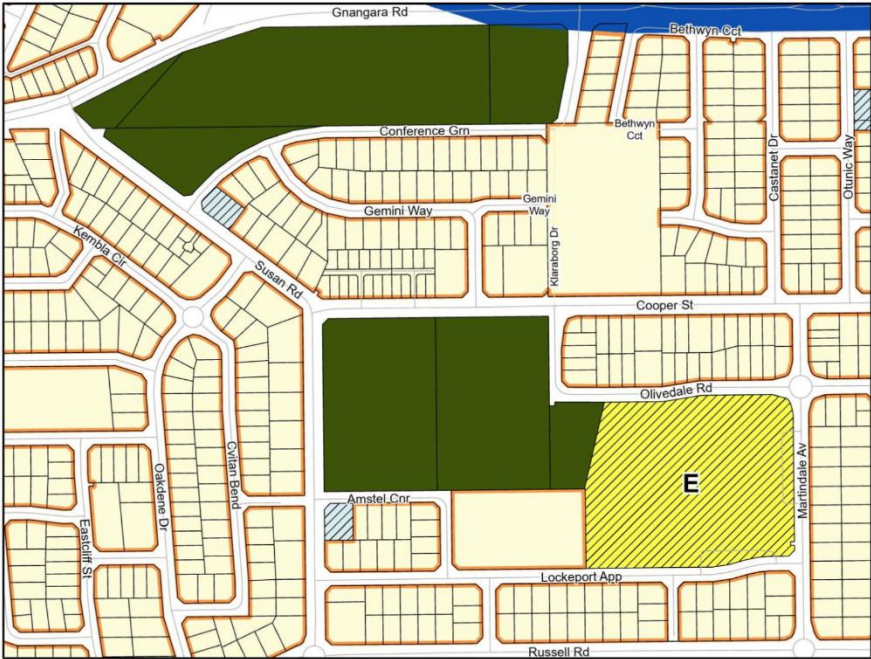 Gnangara Rd
Bethwyn Cct
Conference Grn
Bethwyn
Cct
Castanet Dr
Otunic Way
Gemini Way
Gemini
Way
Kembla Cir
Susan Rd
Klaraborg Dr
Cooper St
Olivedale Rd
E
Martindale Av
Amstel Cnr
Oakdene Dr
Cvitan Bend
Eastcliff St
Lockeport App
Russell Rd